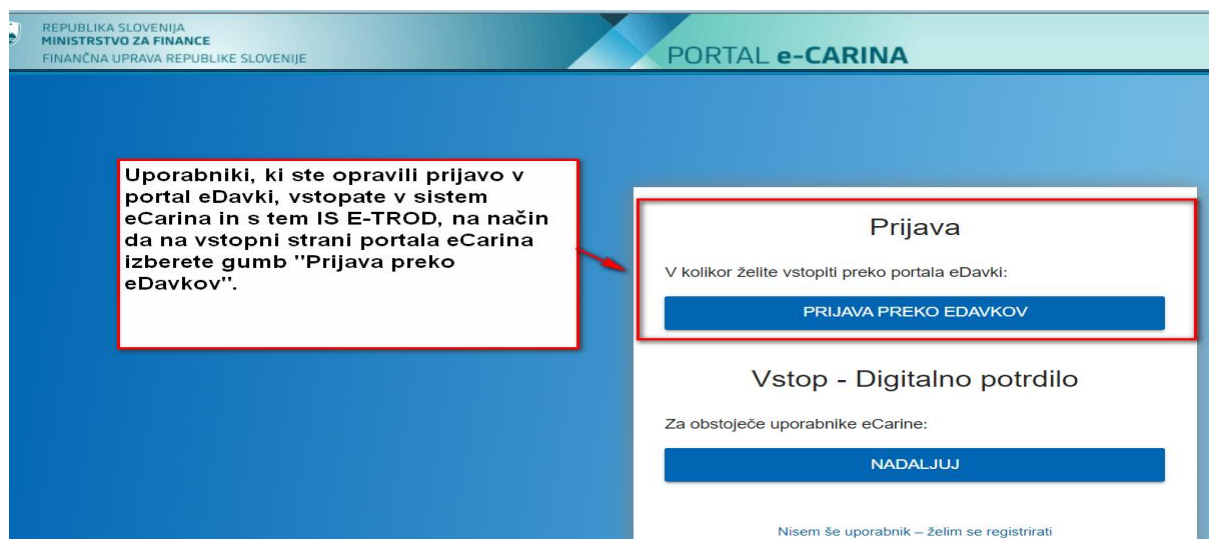 REPUBLIKA SLOVENIJA
MINISTRSTVO ZA FINANCE
FINANČNA UPRAVA REPUBLIKE SLOVENIJE
PORTAL e-CARINA
Uporabniki, ki ste opravili prijavo v
portal eDavki, vstopate v sistem
eCarina in s tem IS E-TROD, na način
da na vstopni strani portala eCarina
izberete gumb "Prijava preko
eDavkov".
Prijava
V kolikor želite vstopiti preko portala eDavki:
PRIJAVA PREKO EDAVKOV
Vstop - Digitalno potrdilo
Za obstoječe uporabnike eCarine:
NADALJUJ
Nisem še uporabnik – želim se registrirati